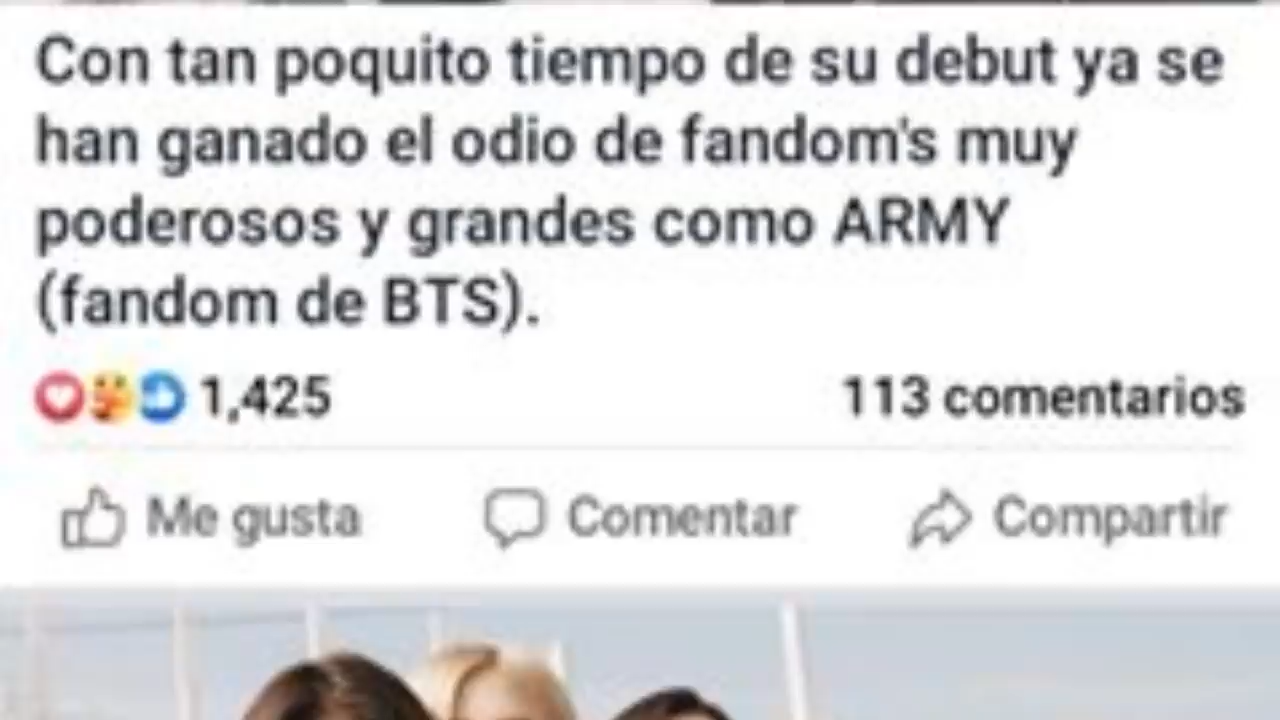 Con tan poquito tiempo de su debut ya se
han ganado el odio de fandom's muy
poderosos y grandes como ARMY
(fandom de BTS).
1,425 113 comentarios
Me gusta Comentar Compartir